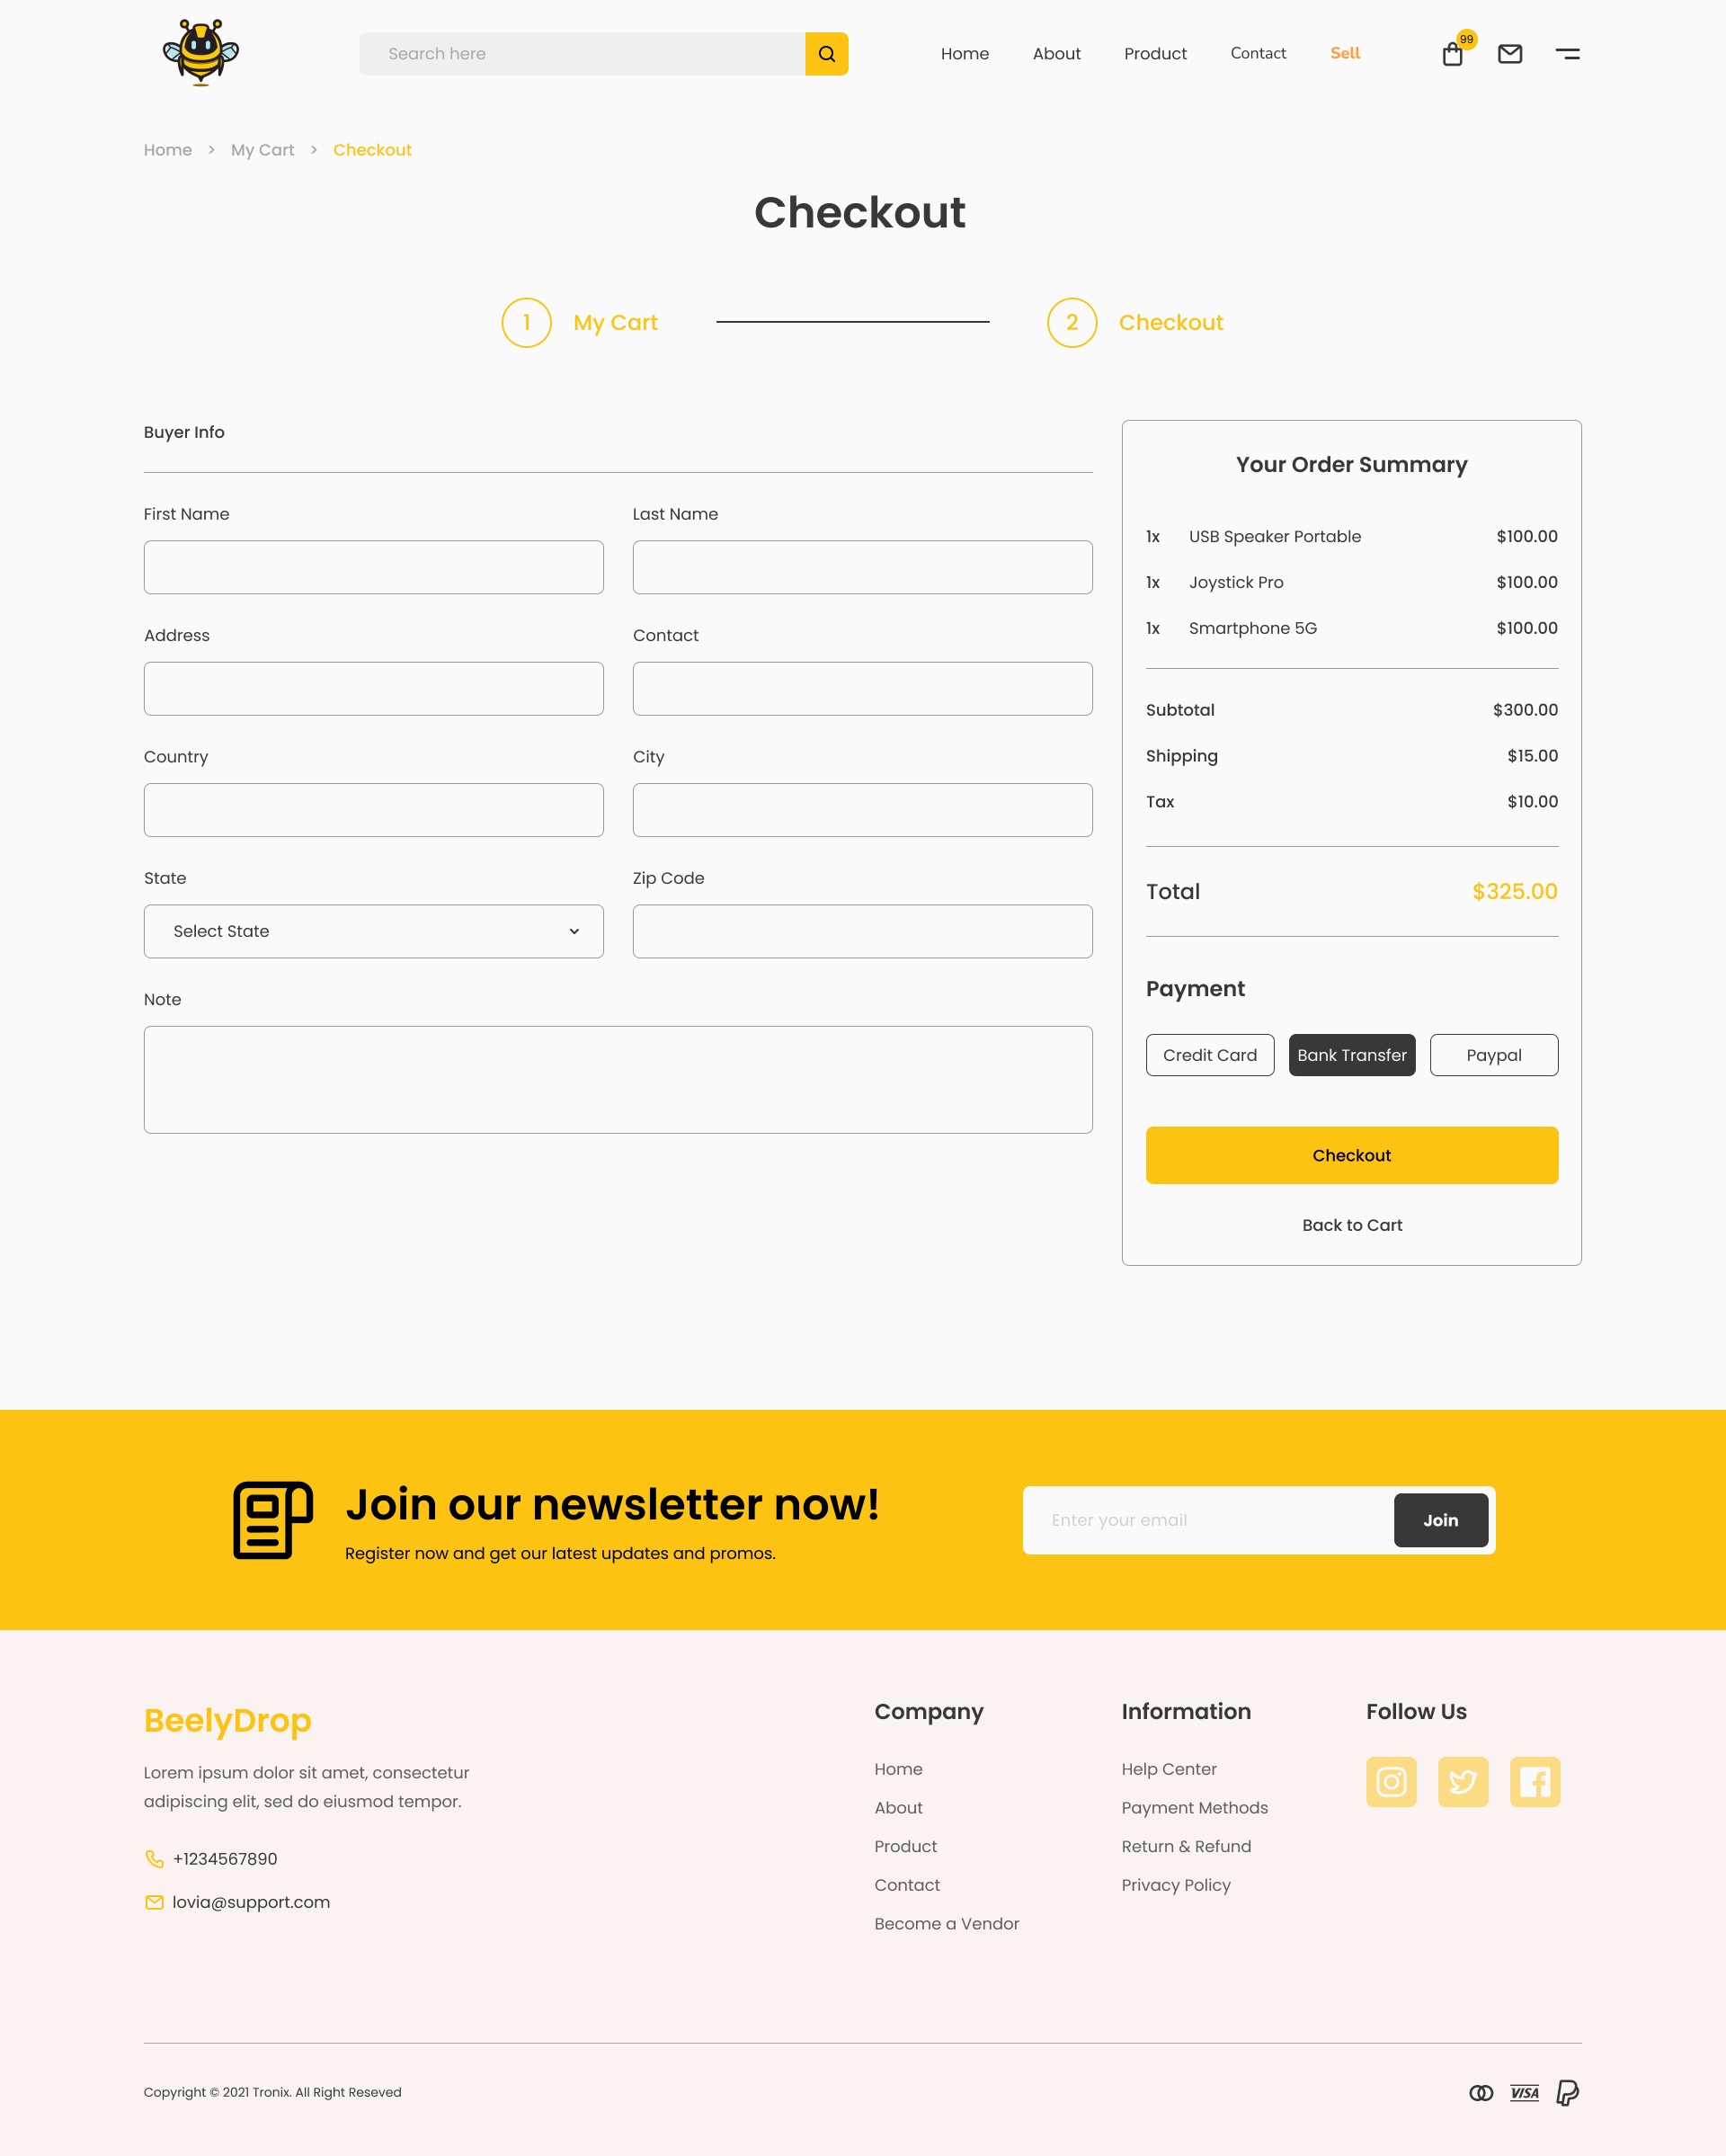 Search here
Home
About
Product
Contact
Sell
99
Home > My Cart > Checkout
Checkout
1 My Cart
2 Checkout
Buyer Info
First Name
Last Name
Address
Contact
Country
City
State
Zip Code
Select State
Note
Your Order Summary
1x USB Speaker Portable $100.00
1x Joystick Pro $100.00
1x Smartphone 5G $100.00
Subtotal $300.00
Shipping $15.00
Tax $10.00
Total $325.00
Payment
Credit Card
Bank Transfer
Paypal
Checkout
Back to Cart
Join our newsletter now!
Register now and get our latest updates and promos.
Enter your email
Join
BeelyDrop
Lorem ipsum dolor sit amet, consectetur
adipiscing elit, sed do eiusmod tempor.
+1234567890
lovia@support.com
Company
Home
About
Product
Contact
Become a Vendor
Information
Help Center
Payment Methods
Return & Refund
Privacy Policy
Follow Us
Copyright © 2021 Tronix. All Right Reseved
VISA